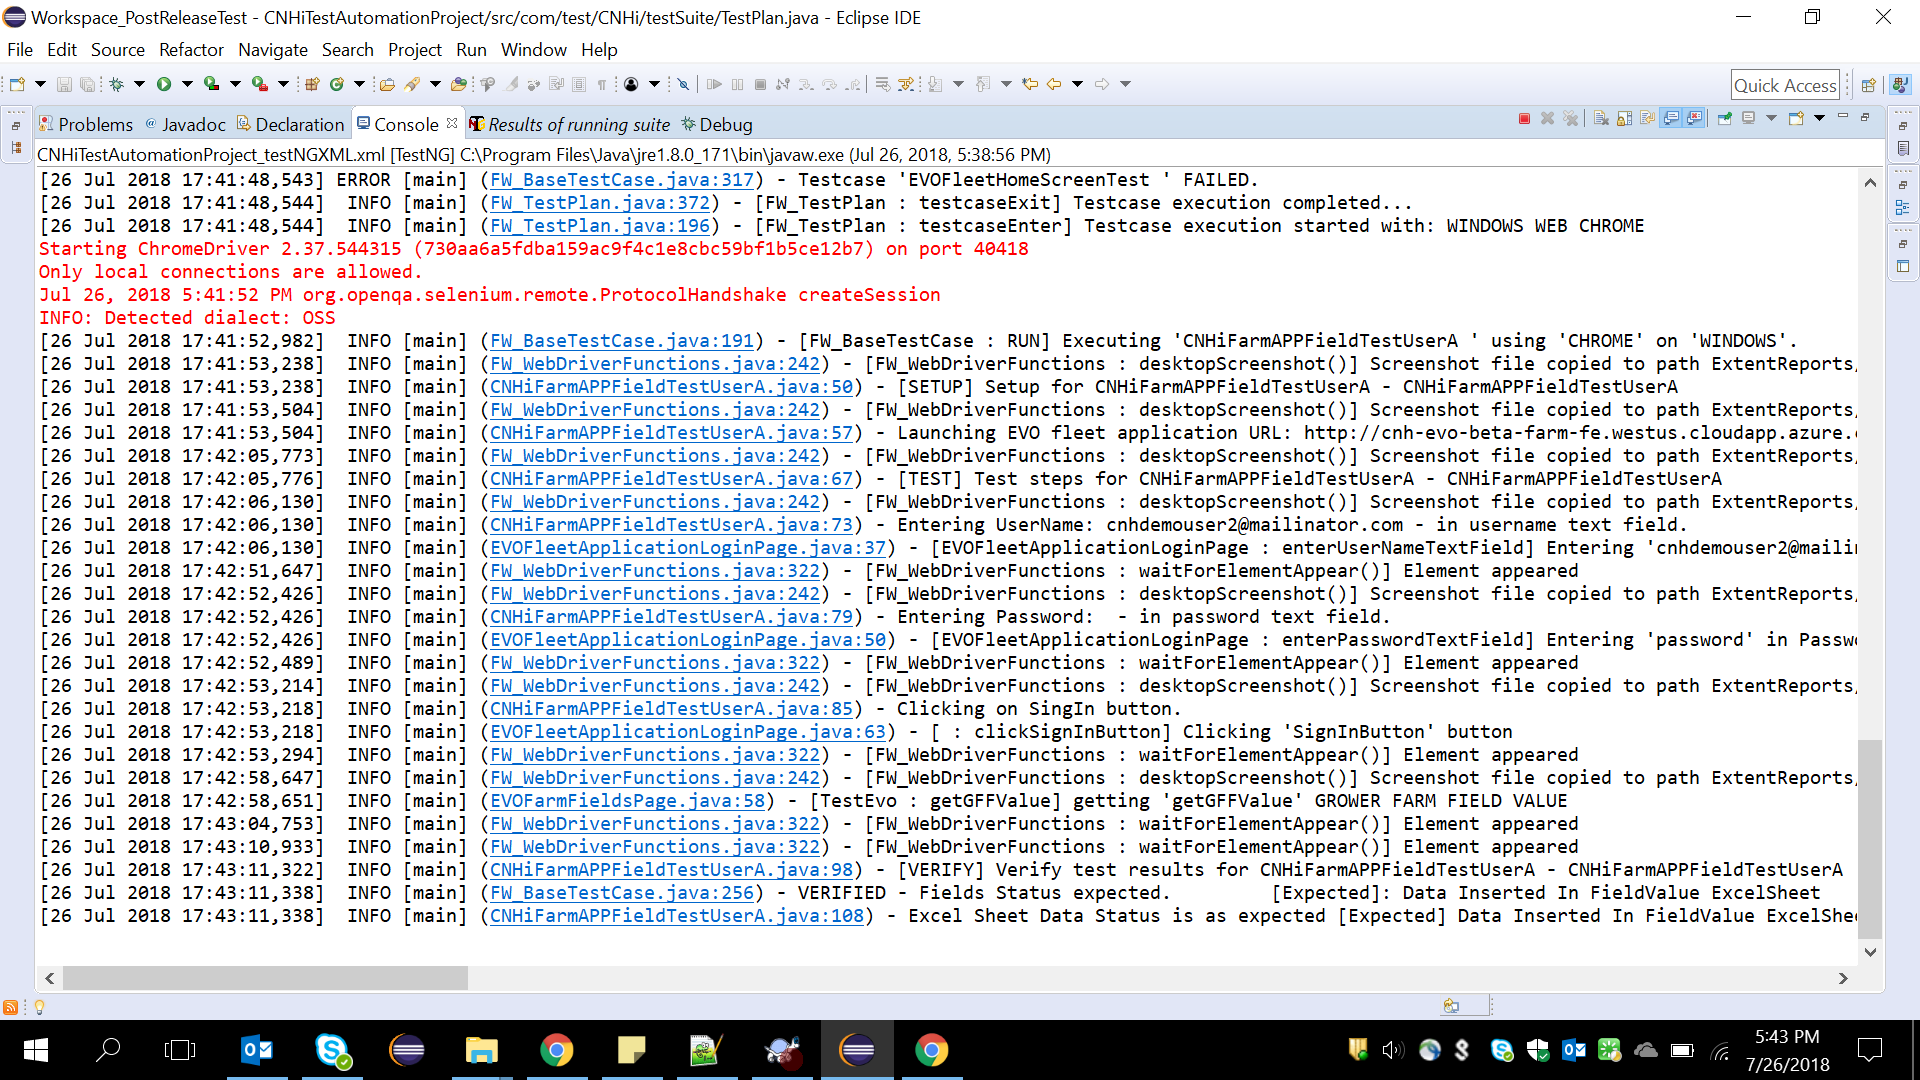 Workspace_PostReleaseTest - CNHiTestAutomationProject/src/com/test/CNHi/testSuite/TestPlan.java - Eclipse IDE
File Edit Source Refactor Navigate Search Project Run Window Help
Quick Access
Problems Javadoc Declaration Console Results of running suite Debug
CNHiTestAutomationProject_testNGXML.xml [TestNG] C:\Program Files\Java\jre1.8.0_171\bin\javaw.exe (Jul 26, 2018, 5:38:56 PM)
[26 Jul 2018 17:41:48,543] ERROR [main] (FW_BaseTestCase.java:317) - Testcase 'EVOFleetHomeScreenTest ' FAILED.
[26 Jul 2018 17:41:48,544]  INFO [main] (FW_TestPlan.java:372) - [FW_TestPlan : testcaseExit] Testcase execution completed...
[26 Jul 2018 17:41:48,544]  INFO [main] (FW_TestPlan.java:196) - [FW_TestPlan : testcaseEnter] Testcase execution started with: WINDOWS WEB CHROME
Starting ChromeDriver 2.37.544315 (730aa6a5fdba159ac9f4c1e8cbc59bf1b5ce12b7) on port 40418
Only local connections are allowed.
Jul 26, 2018 5:41:52 PM org.openqa.selenium.remote.ProtocolHandshake createSession
INFO: Detected dialect: OSS
[26 Jul 2018 17:41:52,982]  INFO [main] (FW_BaseTestCase.java:191) - [FW_BaseTestCase : RUN] Executing 'CNHiFarmAPPFieldTestUserA ' using 'CHROME' on 'WINDOWS'.
[26 Jul 2018 17:41:53,238]  INFO [main] (FW_WebDriverFunctions.java:242) - [FW_WebDriverFunctions : desktopScreenshot()] Screenshot file copied to path ExtentReports/
[26 Jul 2018 17:41:53,238]  INFO [main] (CNHiFarmAPPFieldTestUserA.java:50) - [SETUP] Setup for CNHiFarmAPPFieldTestUserA - CNHiFarmAPPFieldTestUserA
[26 Jul 2018 17:41:53,504]  INFO [main] (FW_WebDriverFunctions.java:242) - [FW_WebDriverFunctions : desktopScreenshot()] Screenshot file copied to path ExtentReports/
[26 Jul 2018 17:41:53,504]  INFO [main] (CNHiFarmAPPFieldTestUserA.java:57) - Launching EVO fleet application URL: http://cnh-evo-beta-farm-fe.westus.cloudapp.azure.
[26 Jul 2018 17:42:05,773]  INFO [main] (FW_WebDriverFunctions.java:242) - [FW_WebDriverFunctions : desktopScreenshot()] Screenshot file copied to path ExtentReports/
[26 Jul 2018 17:42:05,776]  INFO [main] (CNHiFarmAPPFieldTestUserA.java:67) - [TEST] Test steps for CNHiFarmAPPFieldTestUserA - CNHiFarmAPPFieldTestUserA
[26 Jul 2018 17:42:06,130]  INFO [main] (FW_WebDriverFunctions.java:242) - [FW_WebDriverFunctions : desktopScreenshot()] Screenshot file copied to path ExtentReports/
[26 Jul 2018 17:42:06,130]  INFO [main] (CNHiFarmAPPFieldTestUserA.java:73) - Entering UserName: cnhdemouser2@mailinator.com - in username text field.
[26 Jul 2018 17:42:06,130]  INFO [main] (EVOFleetApplicationLoginPage.java:37) - [EVOFleetApplicationLoginPage : enterUserNameTextField] Entering 'cnhdemouser2@mailin
[26 Jul 2018 17:42:51,647]  INFO [main] (FW_WebDriverFunctions.java:322) - [FW_WebDriverFunctions : waitForElementAppear()] Element appeared
[26 Jul 2018 17:42:52,426]  INFO [main] (FW_WebDriverFunctions.java:242) - [FW_WebDriverFunctions : desktopScreenshot()] Screenshot file copied to path ExtentReports/
[26 Jul 2018 17:42:52,426]  INFO [main] (CNHiFarmAPPFieldTestUserA.java:79) - Entering Password:  - in password text field.
[26 Jul 2018 17:42:52,426]  INFO [main] (EVOFleetApplicationLoginPage.java:50) - [EVOFleetApplicationLoginPage : enterPasswordTextField] Entering 'password' in Passw
[26 Jul 2018 17:42:52,489]  INFO [main] (FW_WebDriverFunctions.java:322) - [FW_WebDriverFunctions : waitForElementAppear()] Element appeared
[26 Jul 2018 17:42:53,214]  INFO [main] (FW_WebDriverFunctions.java:242) - [FW_WebDriverFunctions : desktopScreenshot()] Screenshot file copied to path ExtentReports/
[26 Jul 2018 17:42:53,218]  INFO [main] (CNHiFarmAPPFieldTestUserA.java:85) - Clicking on SingIn button.
[26 Jul 2018 17:42:53,218]  INFO [main] (EVOFleetApplicationLoginPage.java:63) - [ : clickSignInButton] Clicking 'SignInButton' button
[26 Jul 2018 17:42:53,294]  INFO [main] (FW_WebDriverFunctions.java:322) - [FW_WebDriverFunctions : waitForElementAppear()] Element appeared
[26 Jul 2018 17:42:58,647]  INFO [main] (FW_WebDriverFunctions.java:242) - [FW_WebDriverFunctions : desktopScreenshot()] Screenshot file copied to path ExtentReports/
[26 Jul 2018 17:42:58,651]  INFO [main] (EVOFarmFieldsPage.java:58) - [TestEvo : getGFFValue] getting 'getGFFValue' GROWER FARM FIELD VALUE
[26 Jul 2018 17:43:04,753]  INFO [main] (FW_WebDriverFunctions.java:322) - [FW_WebDriverFunctions : waitForElementAppear()] Element appeared
[26 Jul 2018 17:43:10,933]  INFO [main] (FW_WebDriverFunctions.java:322) - [FW_WebDriverFunctions : waitForElementAppear()] Element appeared
[26 Jul 2018 17:43:11,322]  INFO [main] (CNHiFarmAPPFieldTestUserA.java:98) - [VERIFY] Verify test results for CNHiFarmAPPFieldTestUserA - CNHiFarmAPPFieldTestUserA
[26 Jul 2018 17:43:11,338]  INFO [main] (FW_BaseTestCase.java:256) - VERIFIED - Fields Status expected.         [Expected]: Data Inserted In FieldValue ExcelSheet
[26 Jul 2018 17:43:11,338]  INFO [main] (CNHiFarmAPPFieldTestUserA.java:108) - Excel Sheet Data Status is as expected [Expected] Data Inserted In FieldValue ExcelShe
5:43 PM
7/26/2018